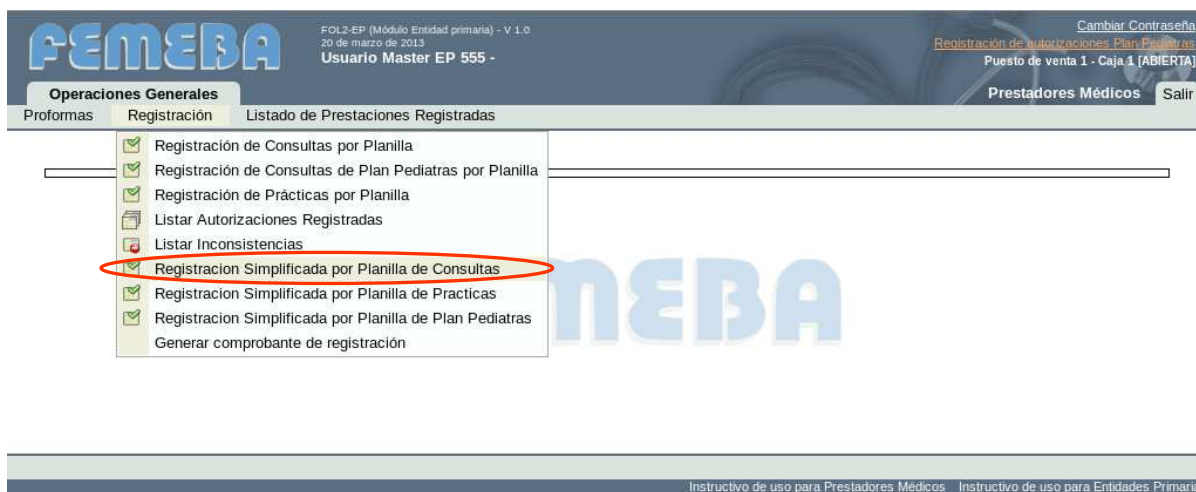 FEMEBA
FOL2-EP (Módulo Entidad primaria) - V 1.0
20 de marzo de 2013
Usuario Master EP 555 -
Cambiar Contraseña
Registración de autorizaciones Plan Pediatras
Puesto de venta 1 - Caja 1 [ABIERTA]
Operaciones Generales
Prestadores Médicos
Salir
Proformas
Registración
Listado de Prestaciones Registradas
Registración de Consultas por Planilla
Registración de Consultas de Plan Pediatras por Planilla
Registración de Prácticas por Planilla
Listar Autorizaciones Registradas
Listar Inconsistencias
Registracion Simplificada por Planilla de Consultas
Registracion Simplificada por Planilla de Practicas
Registracion Simplificada por Planilla de Plan Pediatras
Generar comprobante de registración
MEBA
Instructivo de uso para Prestadores Médicos
Instructivo de uso para Entidades Primari